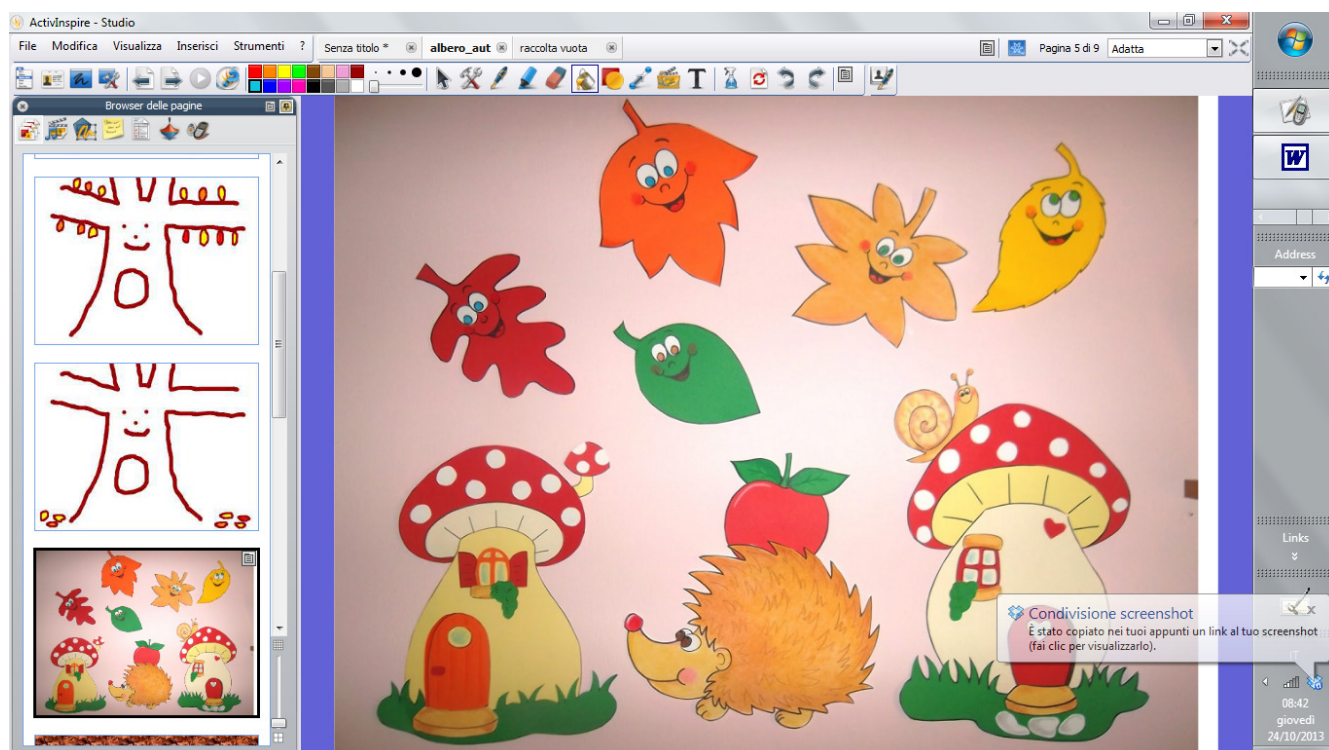 ActivInspire - Studio
File Modifica Visualizza Inserisci Strumenti ?
Senza titolo * albero_aut raccolta vuota
Pagina 5 di 9 Adatta
T
Browser delle pagine
W
Address
Links
Condivisione screenshot
È stato copiato nei tuoi appunti un link al tuo screenshot
(fai clic per visualizzarlo).
IT
08:42
giovedì
24/10/2013